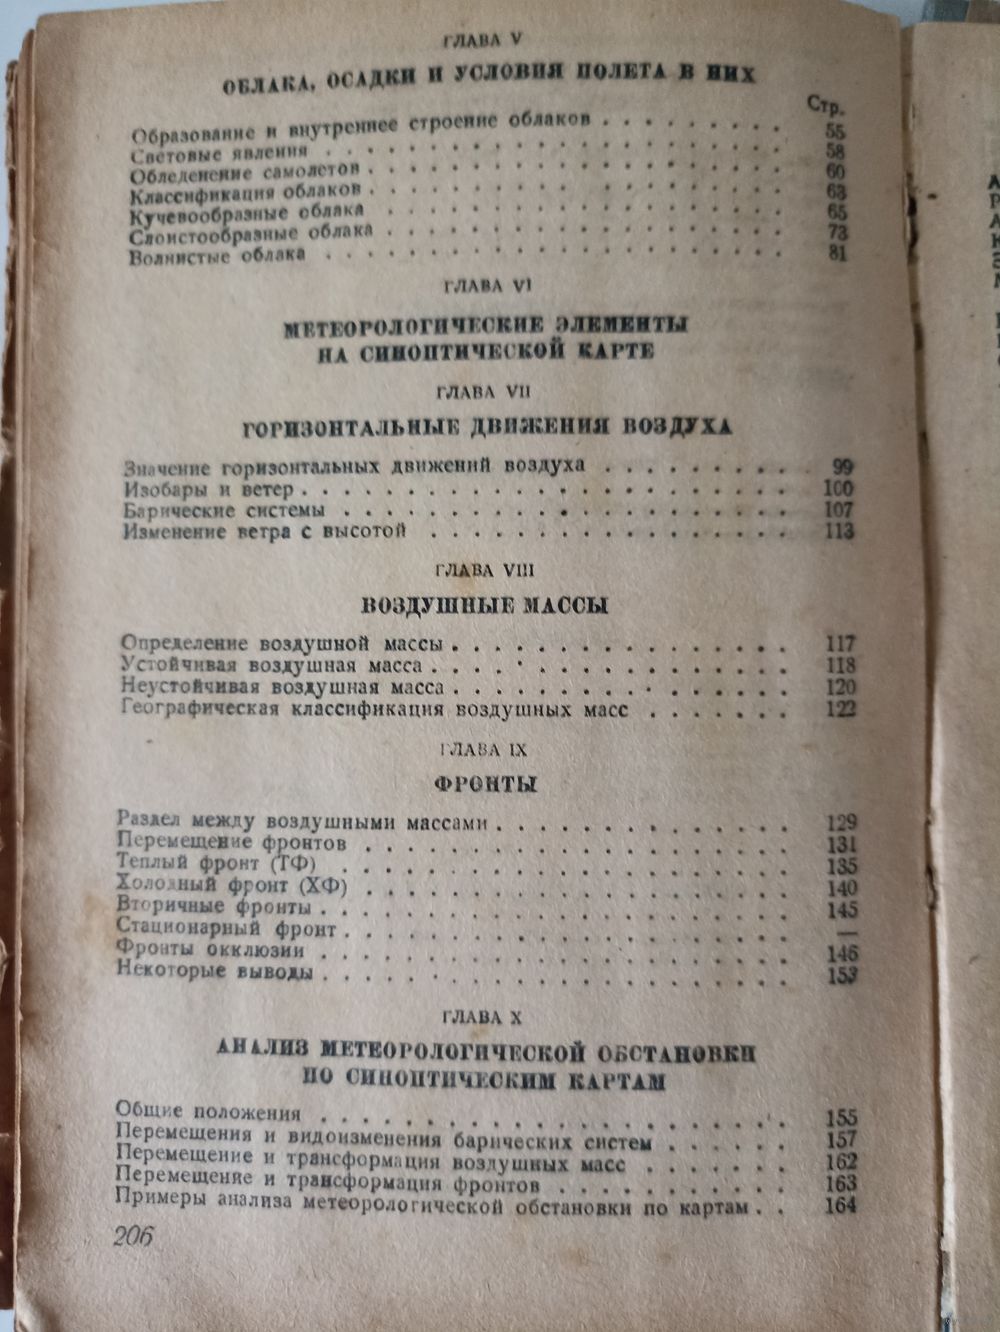 ГЛАВА V
ОБЛАКА, ОСАДКИ И УСЛОВИЯ ПОЛЕТА В НИХ
Стр.
Образование и внутреннее строение облаков . . . . . . . . . 55
Световые явления . . . . . . . . . . . . . . . . . . 58
Обледенение самолетов . . . . . . . . . . . . . . . . 60
Классификация облаков . . . . . . . . . . . . . . . . 63
Кучевообразные облака . . . . . . . . . . . . . . . 65
Слоистообразные облака . . . . . . . . . . . . . . . 73
Волнистые облака . . . . . . . . . . . . . . . . . . 81
ГЛАВА VI
МЕТЕОРОЛОГИЧЕСКИЕ ЭЛЕМЕНТЫ
НА СИНОПТИЧЕСКОЙ КАРТЕ
ГЛАВА VII
ГОРИЗОНТАЛЬНЫЕ ДВИЖЕНИЯ ВОЗДУХА
Значение горизонтальных движений воздуха . . . . . . . . 99
Изобары и ветер . . . . . . . . . . . . . . . . . . . 100
Барические системы . . . . . . . . . . . . . . . . . 107
Изменение ветра с высотой . . . . . . . . . . . . . . 113
ГЛАВА VIII
ВОЗДУШНЫЕ МАССЫ
Определение воздушной массы . . . . . . . . . . . . . 117
Устойчивая воздушная масса . . . . . . . . . . . . . . 118
Неустойчивая воздушная масса . . . . . . . . . . . . . 120
Географическая классификация воздушных масс . . . . . . 122
ГЛАВА IX
ФРОНТЫ
Раздел между воздушными массами . . . . . . . . . . . . 129
Перемещение фронтов . . . . . . . . . . . . . . . . . 131
Теплый фронт (ТФ) . . . . . . . . . . . . . . . . . . 135
Холодный фронт (ХФ) . . . . . . . . . . . . . . . . . 140
Вторичные фронты . . . . . . . . . . . . . . . . . . 145
Стационарный фронт . . . . . . . . . . . . . . . . . —
Фронты окклюзии . . . . . . . . . . . . . . . . . . . 146
Некоторые выводы . . . . . . . . . . . . . . . . . . 153
ГЛАВА X
АНАЛИЗ МЕТЕОРОЛОГИЧЕСКОЙ ОБСТАНОВКИ
ПО СИНОПТИЧЕСКИМ КАРТАМ
Общие положения . . . . . . . . . . . . . . . . . . . 155
Перемещения и видоизменения барических систем . . . . . . 157
Перемещение и трансформация воздушных масс . . . . . . . 162
Перемещение и трансформация фронтов . . . . . . . . . . 163
Примеры анализа метеорологической обстановки по картам . . 164
206